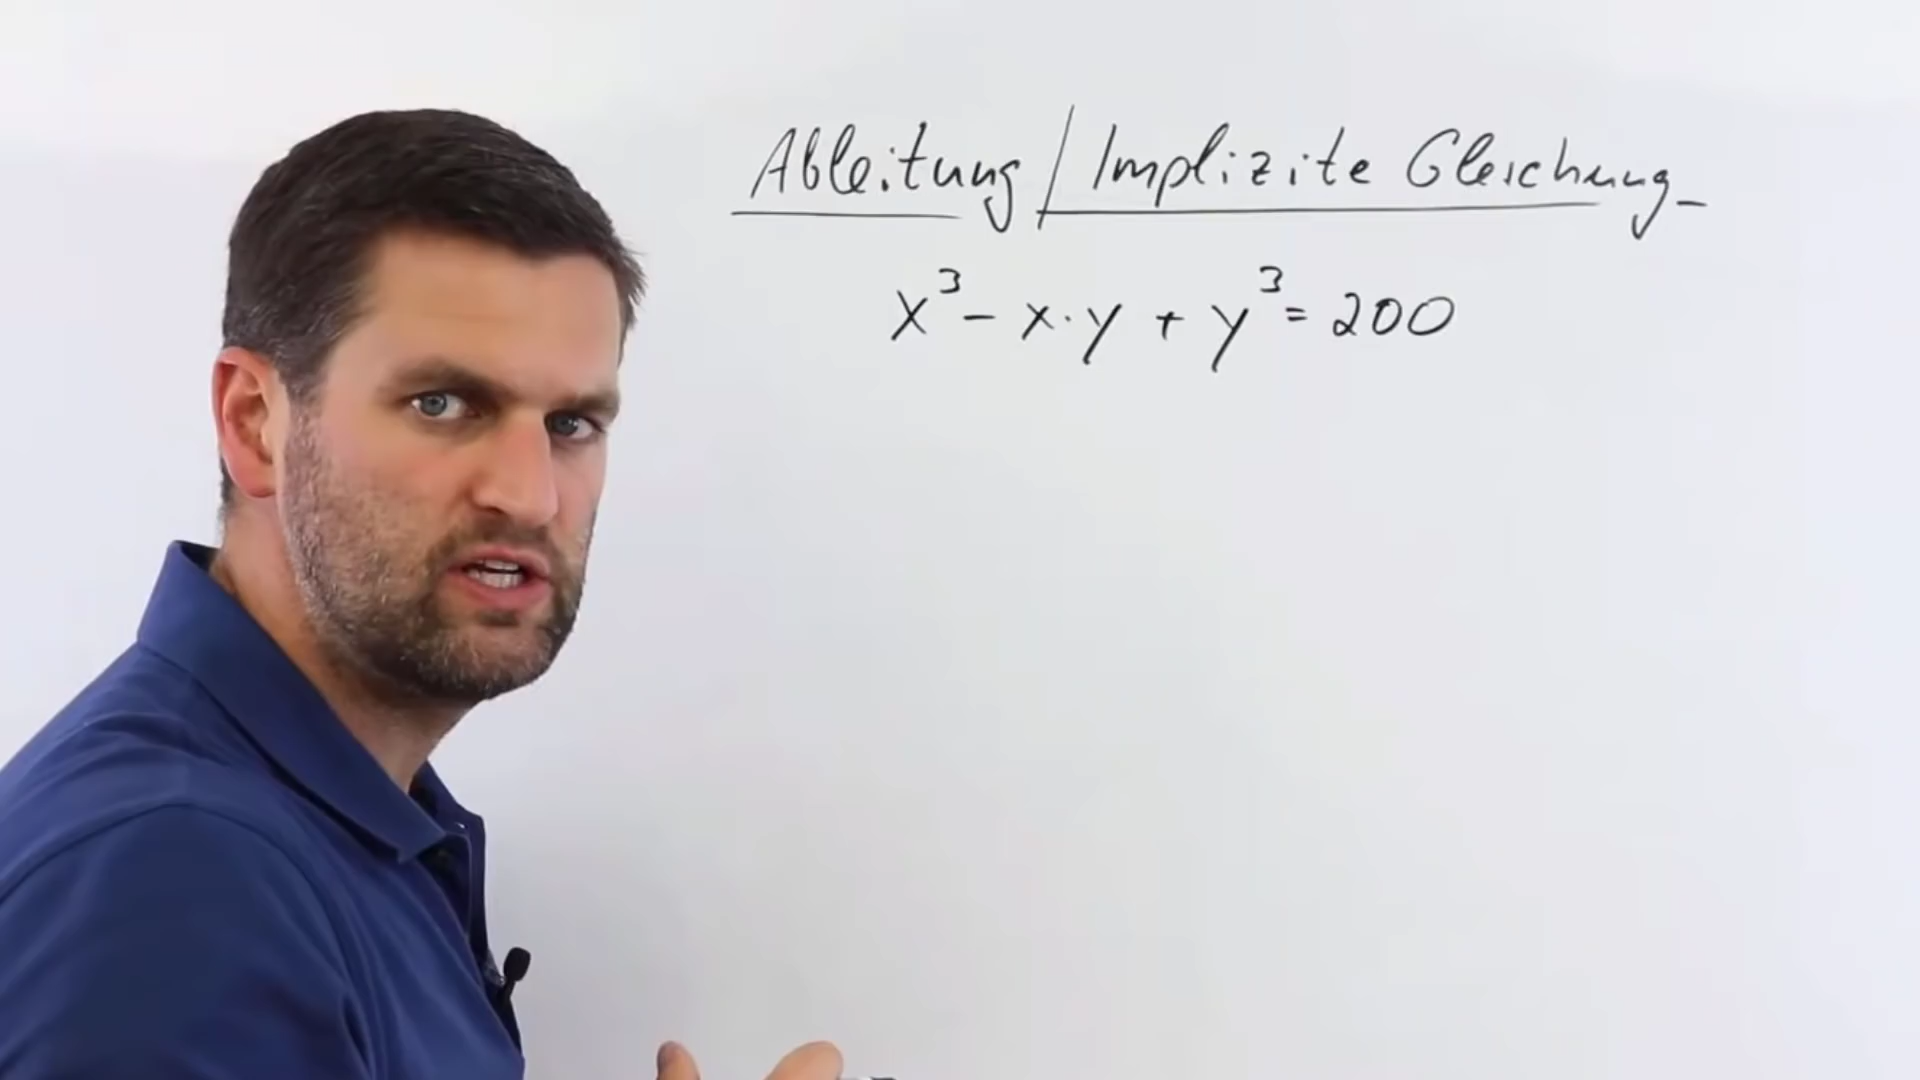 Ableitung / Implizite Gleichung
x³ - x·y + y³ = 200